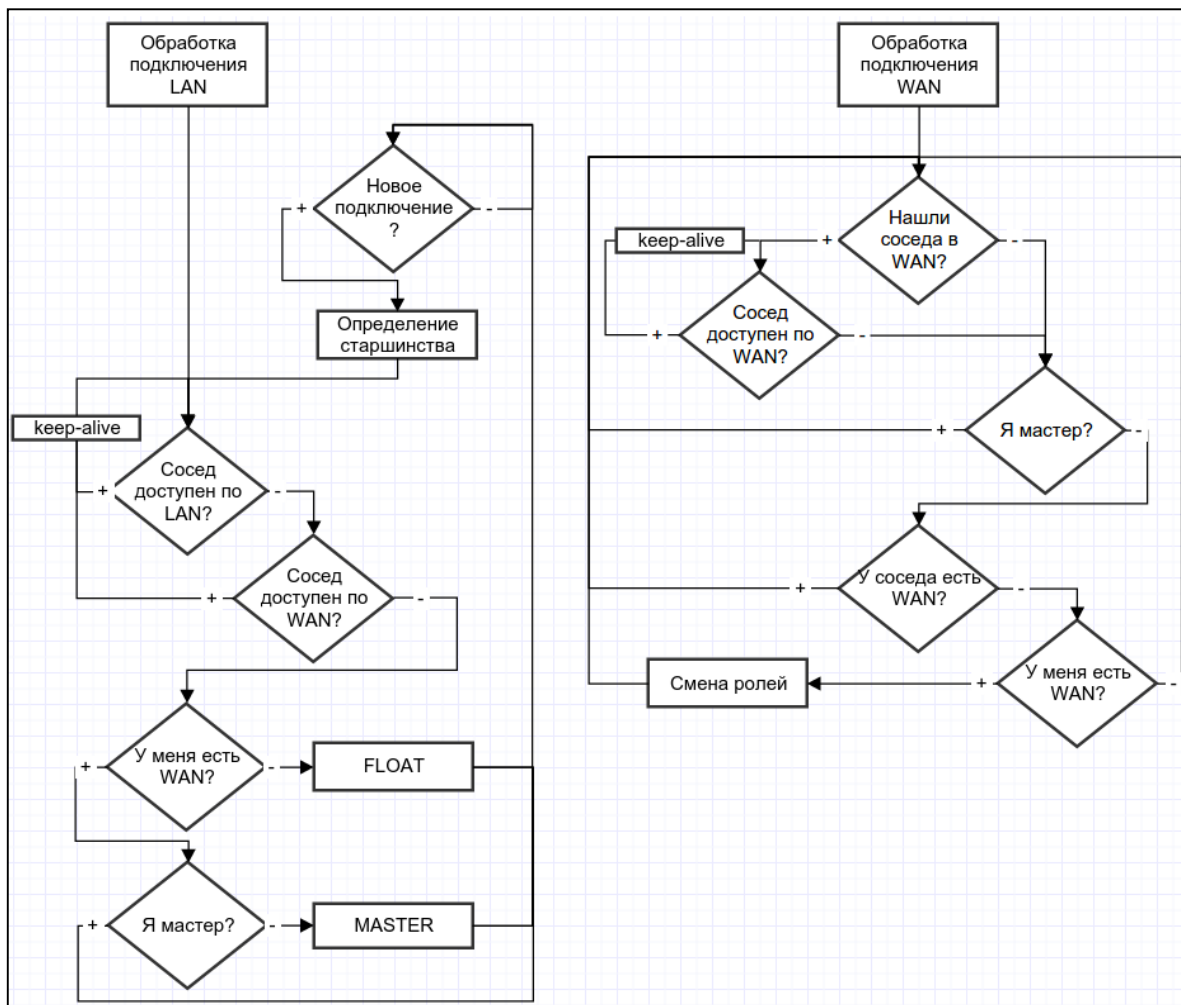 Обработка
подключения
LAN
Новое
подключение
?
+
-
Определение
старшинства
keep-alive
Сосед
доступен по
LAN?
+
-
Сосед
доступен по
WAN?
+
-
У меня есть
WAN?
+
-
FLOAT
Я мастер?
+
-
MASTER
Обработка
подключения
WAN
Нашли
соседа в
WAN?
+
-
keep-alive
Сосед
доступен по
WAN?
+
-
Я мастер?
+
-
У соседа есть
WAN?
+
-
У меня есть
WAN?
+
-
Смена ролей